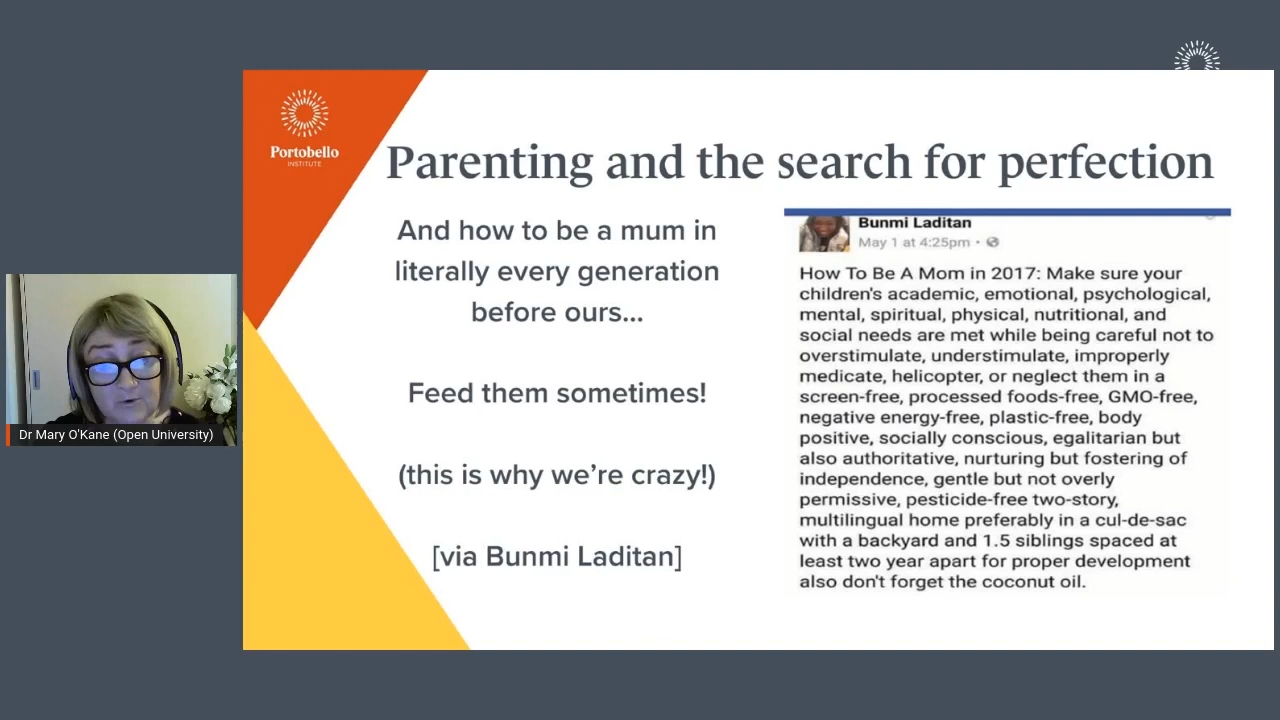 Portobello
INSTITUTE
Parenting and the search for perfection
And how to be a mum in
literally every generation
before ours...
Feed them sometimes!
(this is why we’re crazy!)
[via Bunmi Laditan]
Bunmi Laditan
May 1 at 4:25pm •
How To Be A Mom in 2017: Make sure your
children's academic, emotional, psychological,
mental, spiritual, physical, nutritional, and
social needs are met while being careful not to
overstimulate, understimulate, improperly
medicate, helicopter, or neglect them in a
screen-free, processed foods-free, GMO-free,
negative energy-free, plastic-free, body
positive, socially conscious, egalitarian but
also authoritative, nurturing but fostering of
independence, gentle but not overly
permissive, pesticide-free two-story,
multilingual home preferably in a cul-de-sac
with a backyard and 1.5 siblings spaced at
least two year apart for proper development
also don't forget the coconut oil.
Dr Mary O'Kane (Open University)